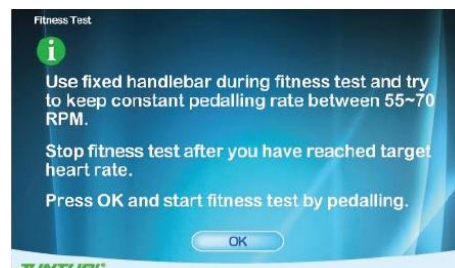 Fitness Test
i
Use fixed handlebar during fitness test and try
to keep constant pedalling rate between 55~70
RPM.
Stop fitness test after you have reached target
heart rate.
Press OK and start fitness test by pedalling.
OK